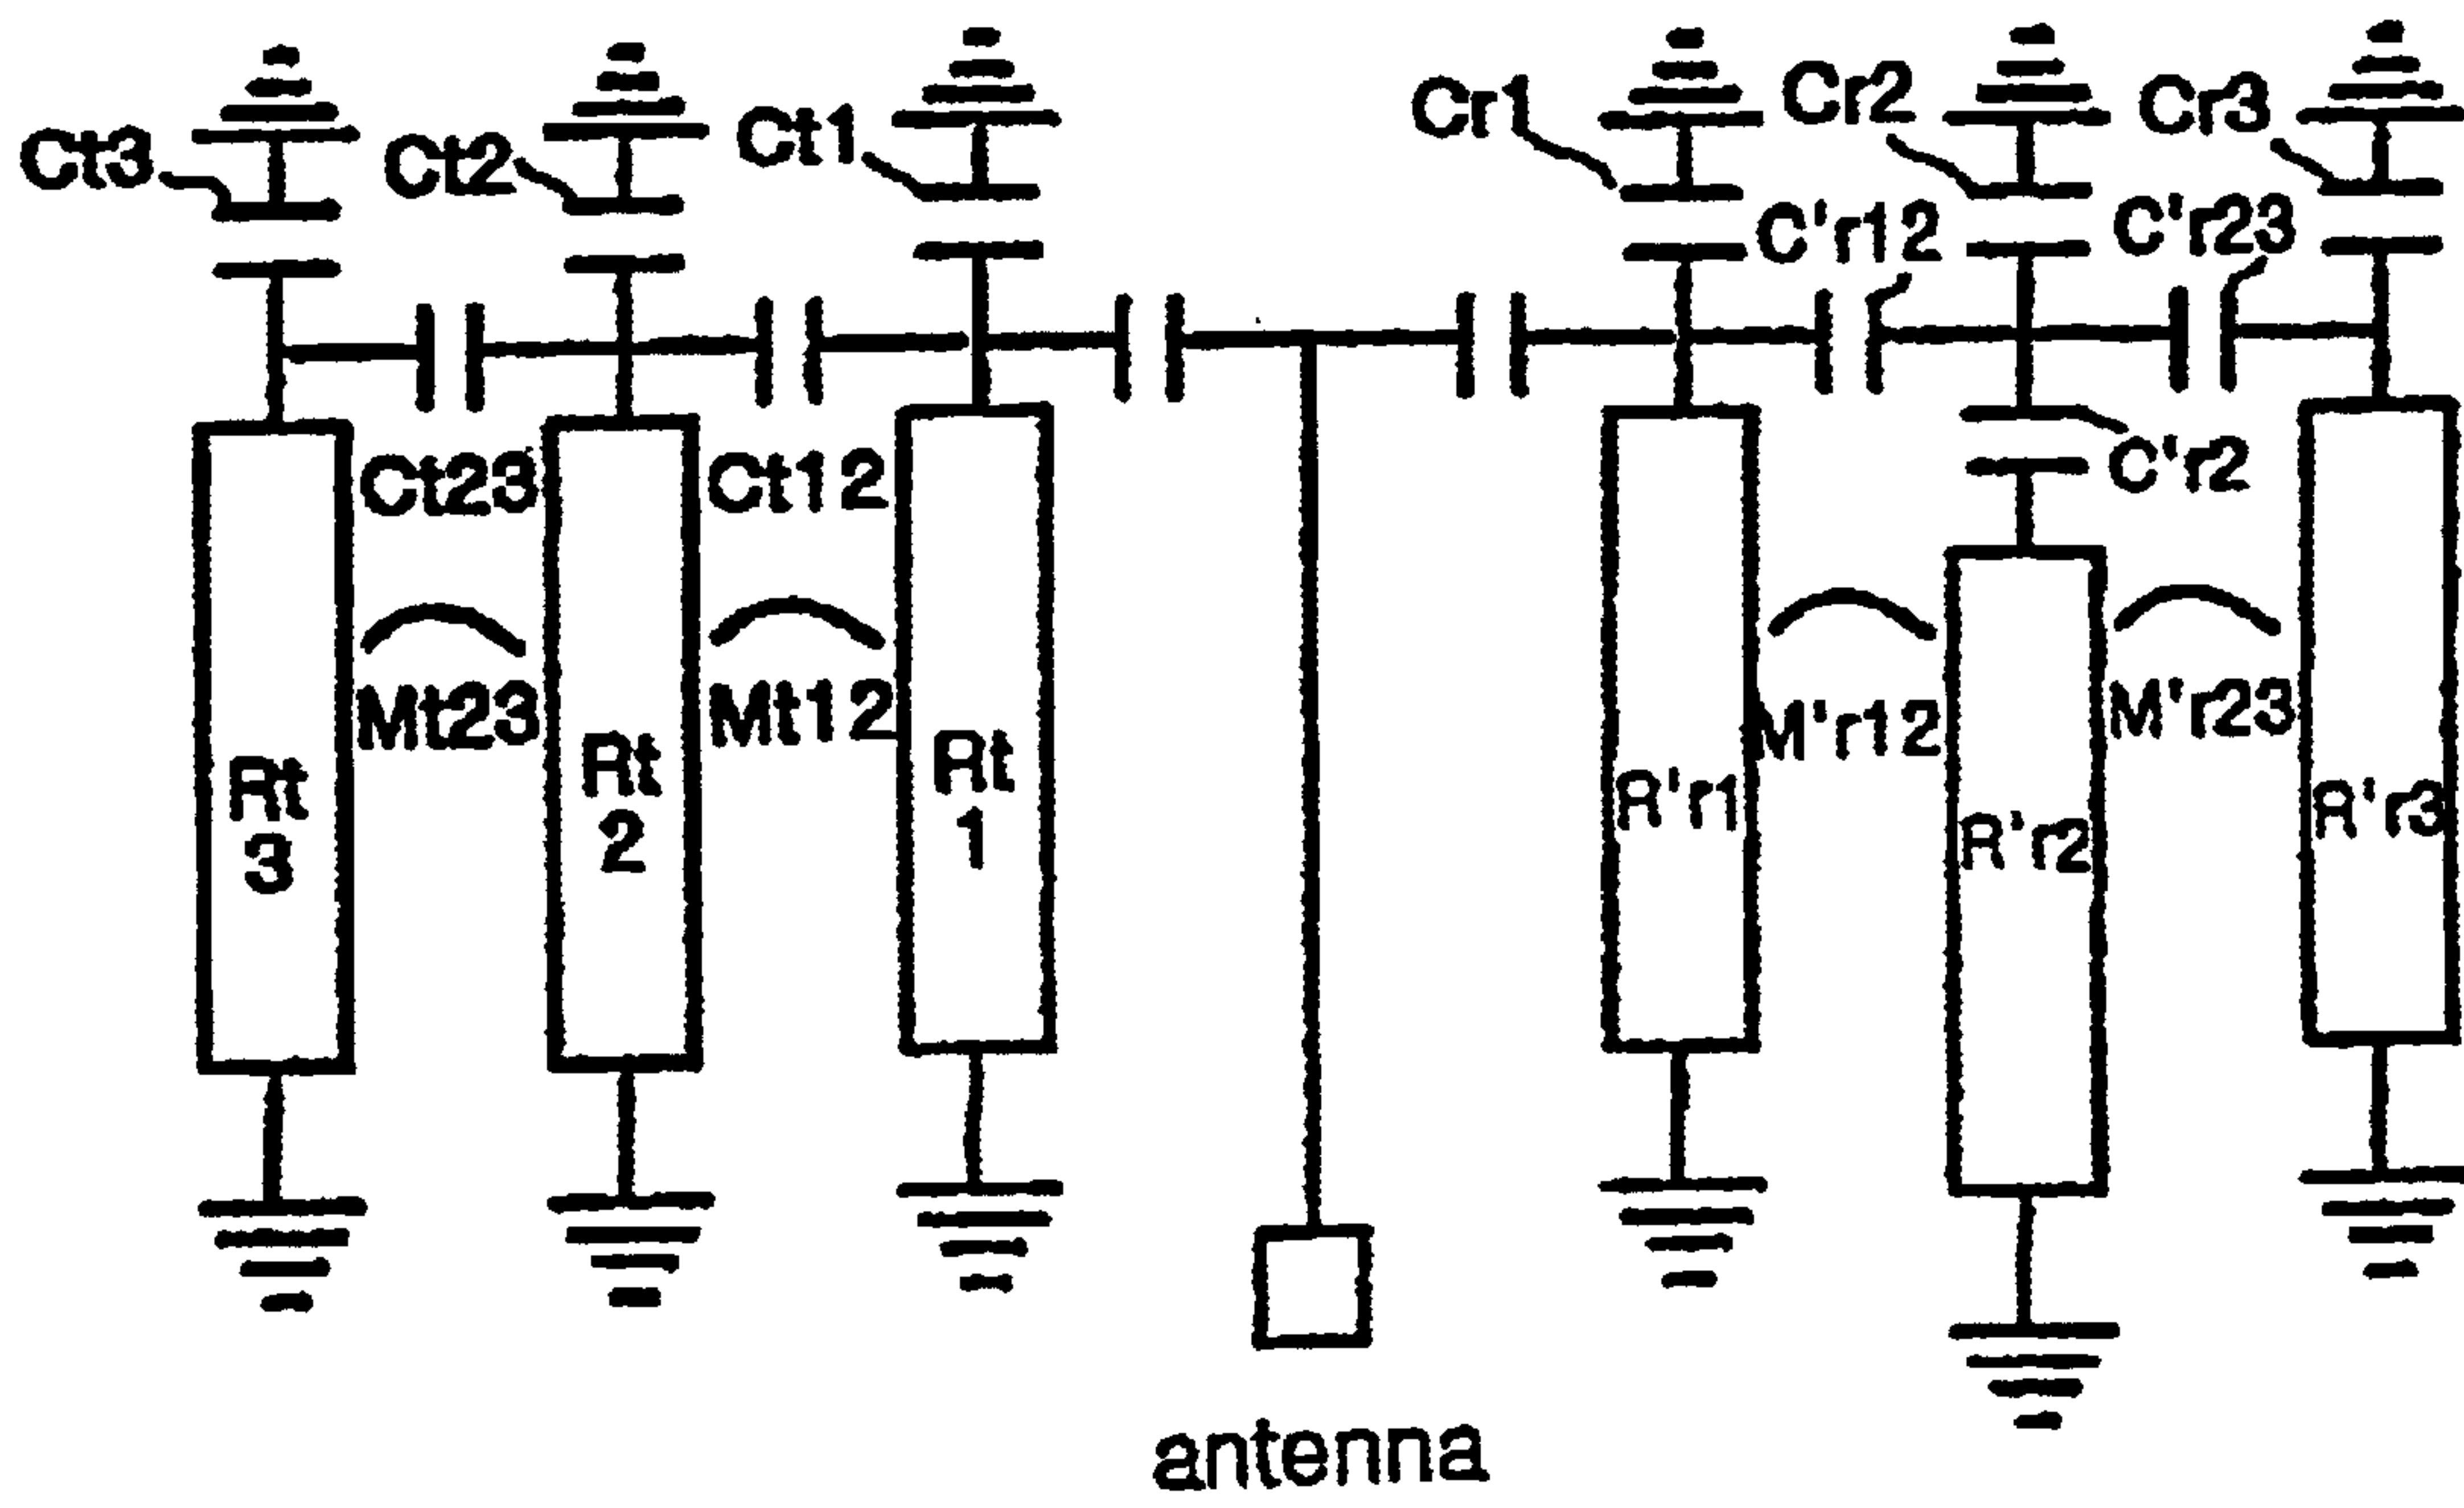 Ct3
Ct2
Ct1
Cr1
Cr2
Cr3
C'r12
C'r23
Ct23
Ct12
C'r2
Mt23
Mt12
M'r12
M'r23
Rt
3
Rt
2
Rt
1
R'r1
R'r2
R'r3
antenna